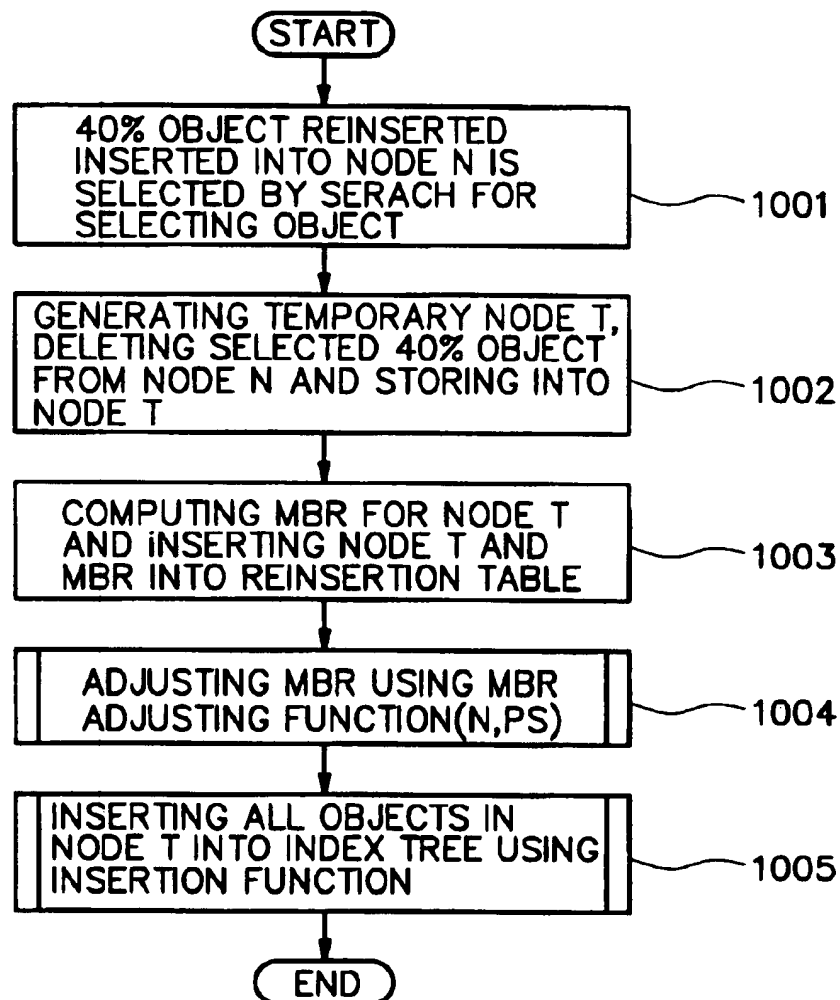 START
40% OBJECT REINSERTED
INSERTED INTO NODE N IS
SELECTED BY SERACH FOR
SELECTING OBJECT
1001
GENERATING TEMPORARY NODE T,
DELETING SELECTED 40% OBJECT
FROM NODE N AND STORING INTO
NODE T
1002
COMPUTING MBR FOR NODE T
AND iNSERTING NODE T AND
MBR INTO REINSERTION TABLE
1003
ADJUSTING MBR USING MBR
ADJUSTING FUNCTION(N,PS)
1004
INSERTING ALL OBJECTS IN
NODE T INTO INDEX TREE USING
INSERTION FUNCTION
1005
END